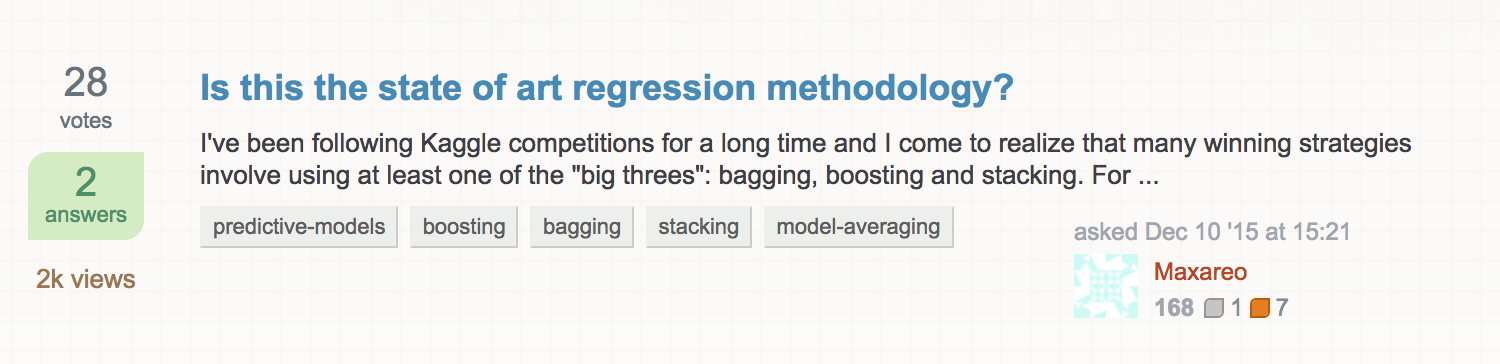 28
votes
2
answers
2k views
Is this the state of art regression methodology?
I've been following Kaggle competitions for a long time and I come to realize that many winning strategies
involve using at least one of the "big threes": bagging, boosting and stacking. For ...
predictive-models boosting bagging stacking model-averaging
asked Dec 10 '15 at 15:21
Maxareo
168 1 7